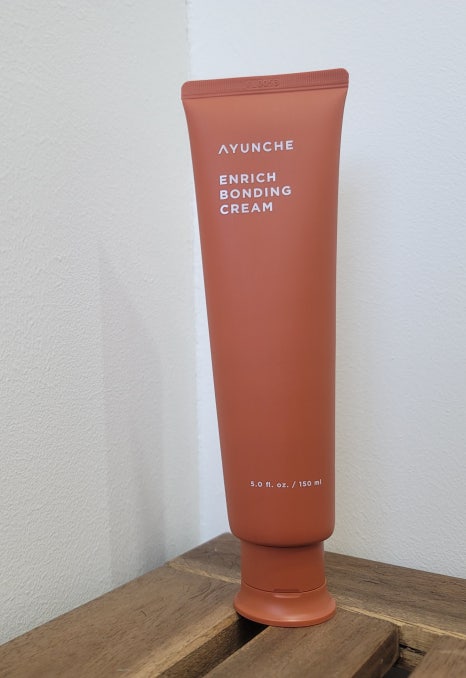 AYUNCHE
ENRICH
BONDING
CREAM
5.0 fl. oz. / 150 ml